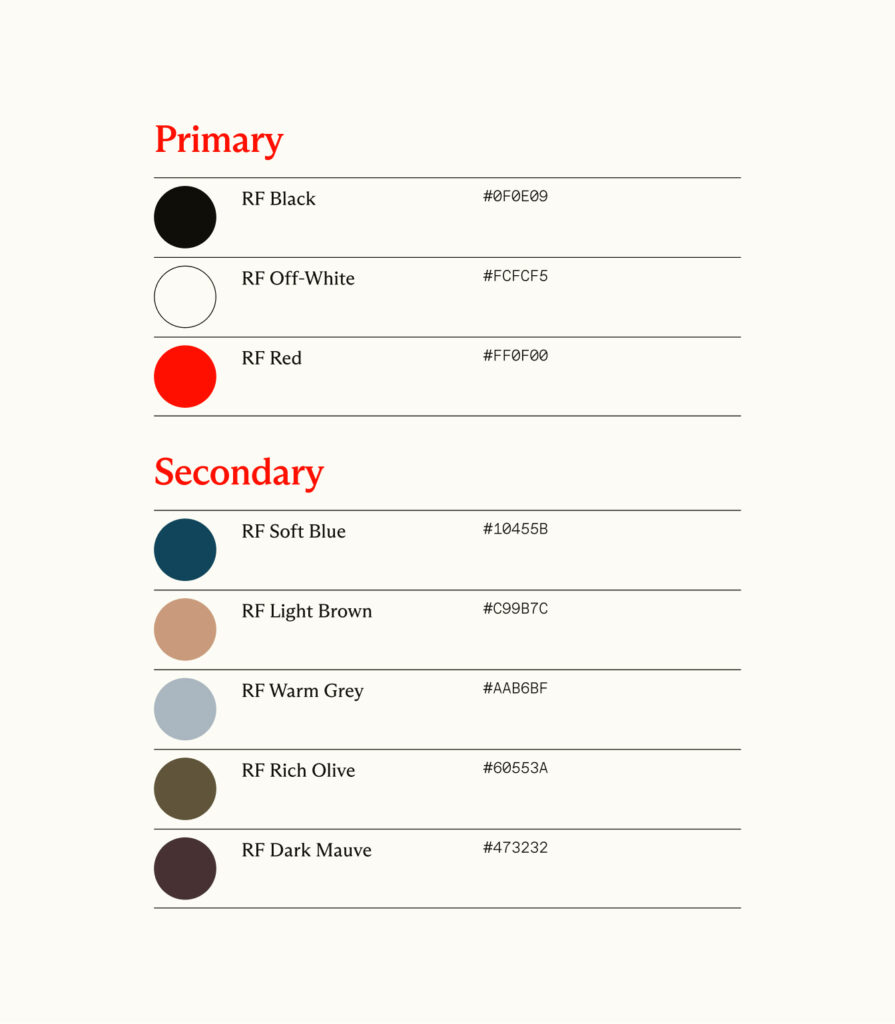 Primary
RF Black #0F0E09
RF Off-White #FCFCF5
RF Red #FF0F00
Secondary
RF Soft Blue #10455B
RF Light Brown #C99B7C
RF Warm Grey #AAB6BF
RF Rich Olive #60553A
RF Dark Mauve #473232